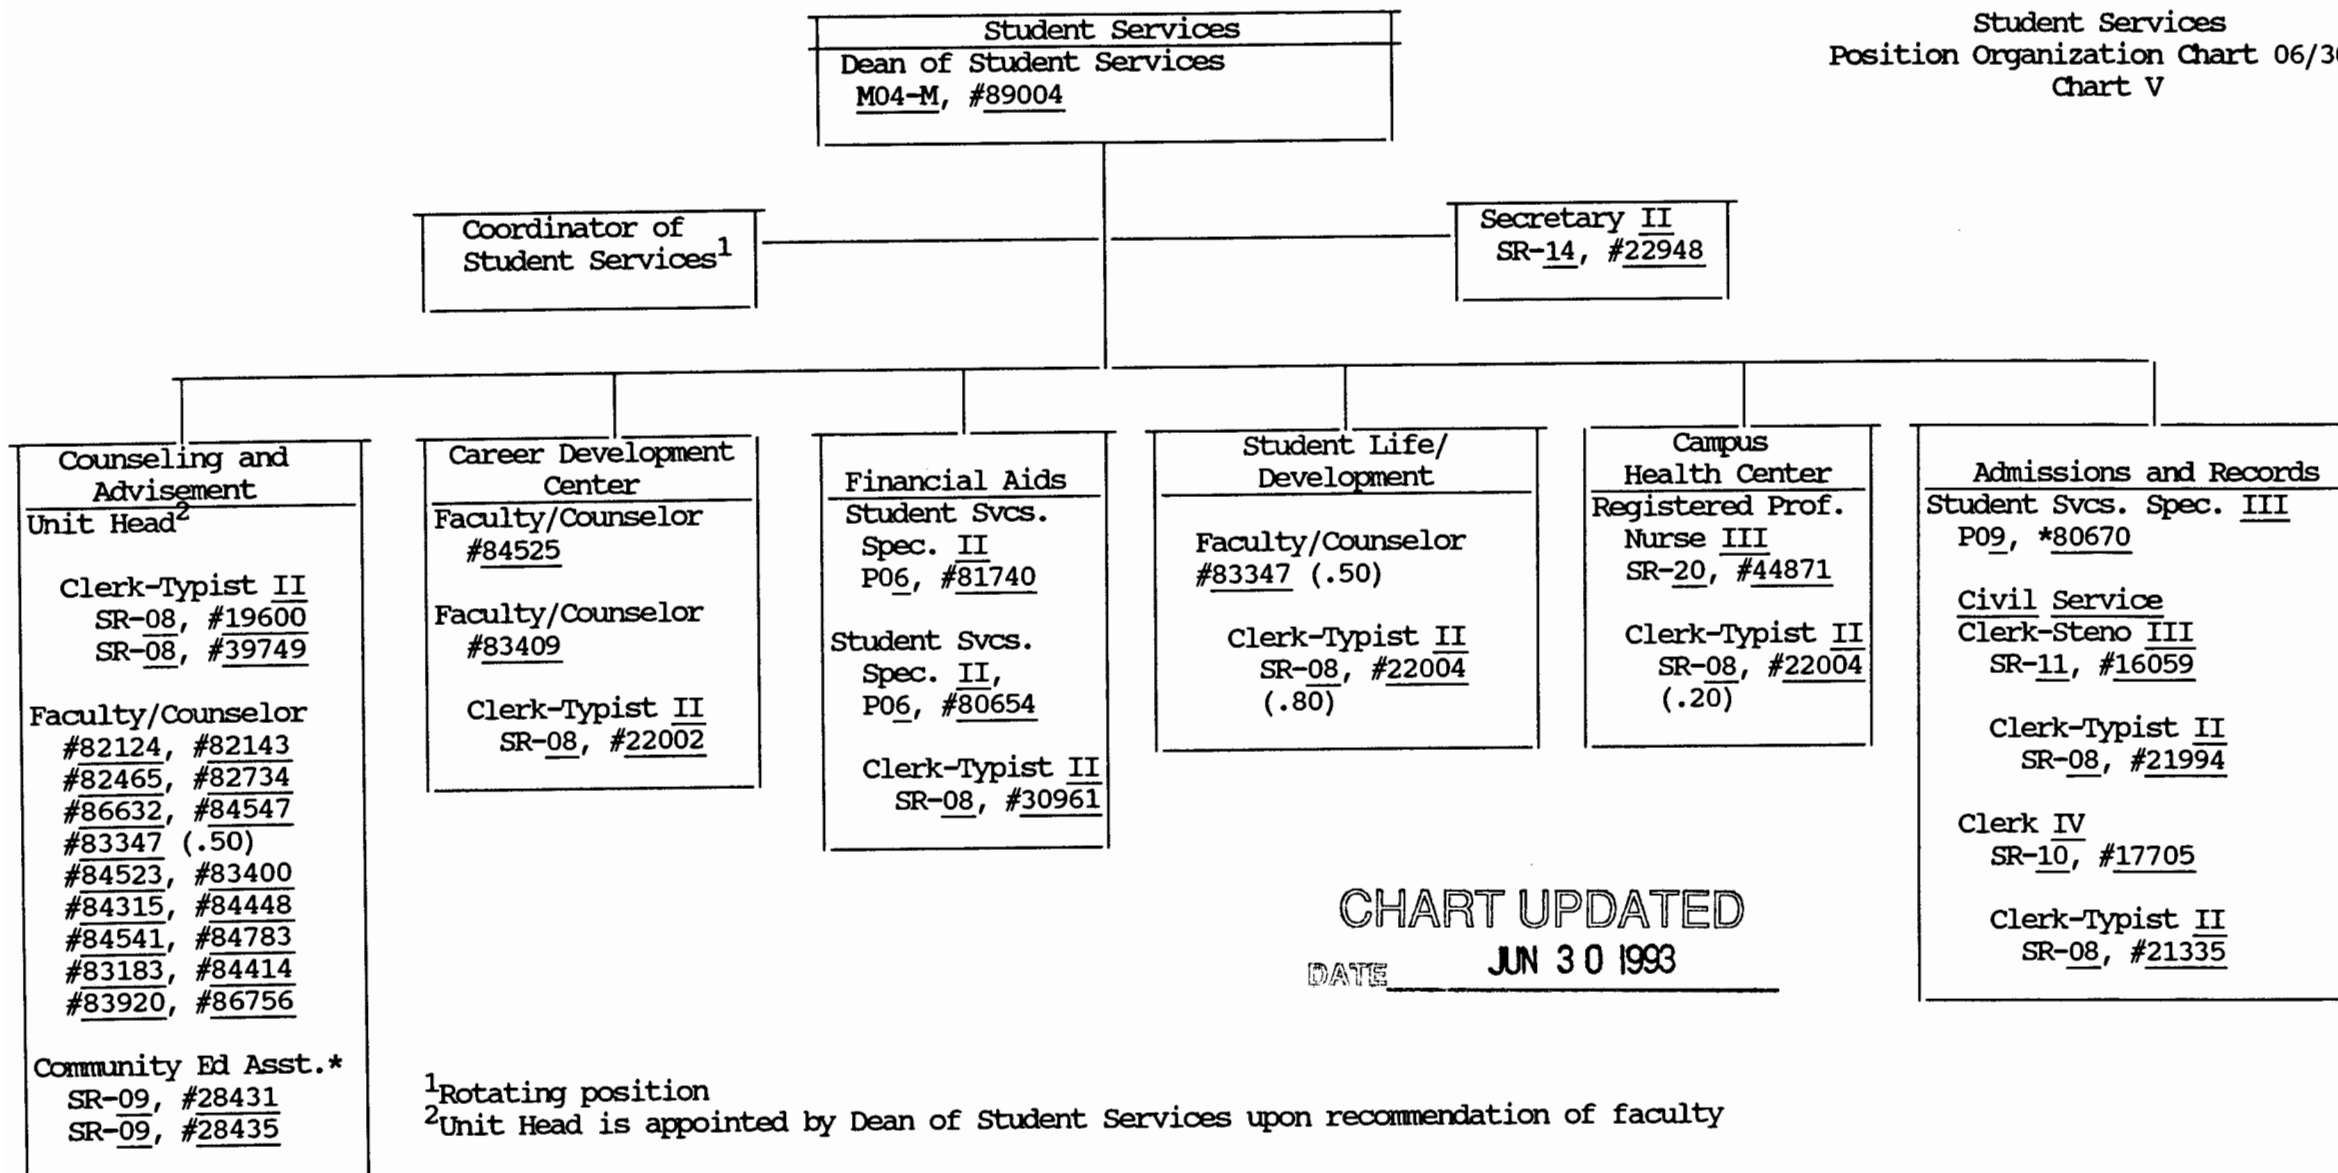 Student Services
Position Organization Chart 06/30
Chart V
Student Services
Dean of Student Services
M04-M, #89004
Coordinator of
Student Services1
Secretary II
SR-14, #22948
Counseling and
Advisement
Unit Head2
Clerk-Typist II
SR-08, #19600
SR-08, #39749
Faculty/Counselor
#82124, #82143
#82465, #82734
#86632, #84547
#83347 (.50)
#84523, #83400
#84315, #84448
#84541, #84783
#83183, #84414
#83920, #86756
Community Ed Asst.*
SR-09, #28431
SR-09, #28435
Career Development
Center
Faculty/Counselor
#84525
Faculty/Counselor
#83409
Clerk-Typist II
SR-08, #22002
Financial Aids
Student Svcs.
Spec. II
P06, #81740
Student Svcs.
Spec. II,
P06, #80654
Clerk-Typist II
SR-08, #30961
Student Life/
Development
Faculty/Counselor
#83347 (.50)
Clerk-Typist II
SR-08, #22004
(.80)
Campus
Health Center
Registered Prof.
Nurse III
SR-20, #44871
Clerk-Typist II
SR-08, #22004
(.20)
Admissions and Records
Student Svcs. Spec. III
P09, *80670
Civil Service
Clerk-Steno III
SR-11, #16059
Clerk-Typist II
SR-08, #21994
Clerk IV
SR-10, #17705
Clerk-Typist II
SR-08, #21335
CHART UPDATED
DATE JUN 30 1993
1Rotating position
2Unit Head is appointed by Dean of Student Services upon recommendation of faculty